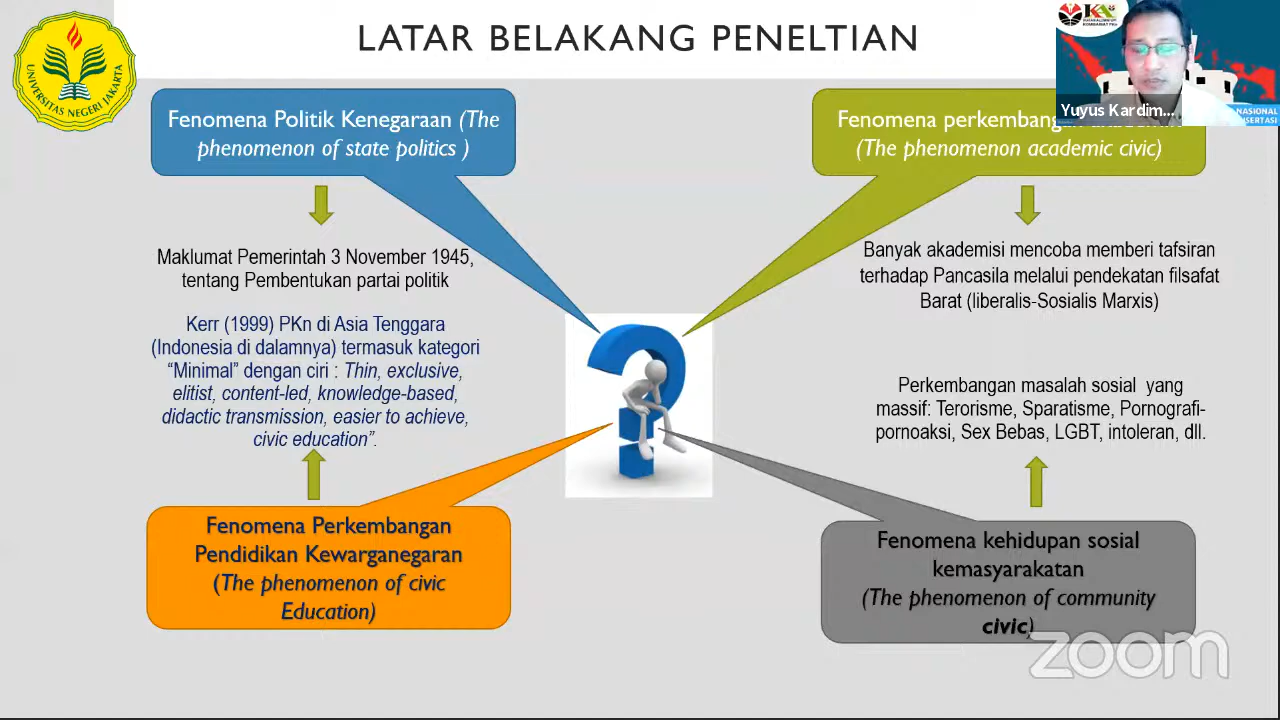 LATAR BELAKANG PENELTIAN
UNIVERSITAS NEGERI JAKARTA
Yuyus Kardim...
NASIONAL
SERTASI
Fenomena Politik Kenegaraan (The
phenomenon of state politics )
Maklumat Pemerintah 3 November 1945,
tentang Pembentukan partai politik
Kerr (1999) PKn di Asia Tenggara
(Indonesia di dalamnya) termasuk kategori
“Minimal” dengan ciri : Thin, exclusive,
elitist, content-led, knowledge-based,
didactic transmission, easier to achieve,
civic education”.
Fenomena Perkembangan
Pendidikan Kewarganegaran
(The phenomenon of civic
Education)
Fenomena perkembangan
(The phenomenon academic civic)
Banyak akademisi mencoba memberi tafsiran
terhadap Pancasila melalui pendekatan filsafat
Barat (liberalis-Sosialis Marxis)
Perkembangan masalah sosial yang
massif: Terorisme, Sparatisme, Pornografi-
pornoaksi, Sex Bebas, LGBT, intoleran, dll.
Fenomena kehidupan sosial
kemasyarakatan
(The phenomenon of community
civic)
zoom